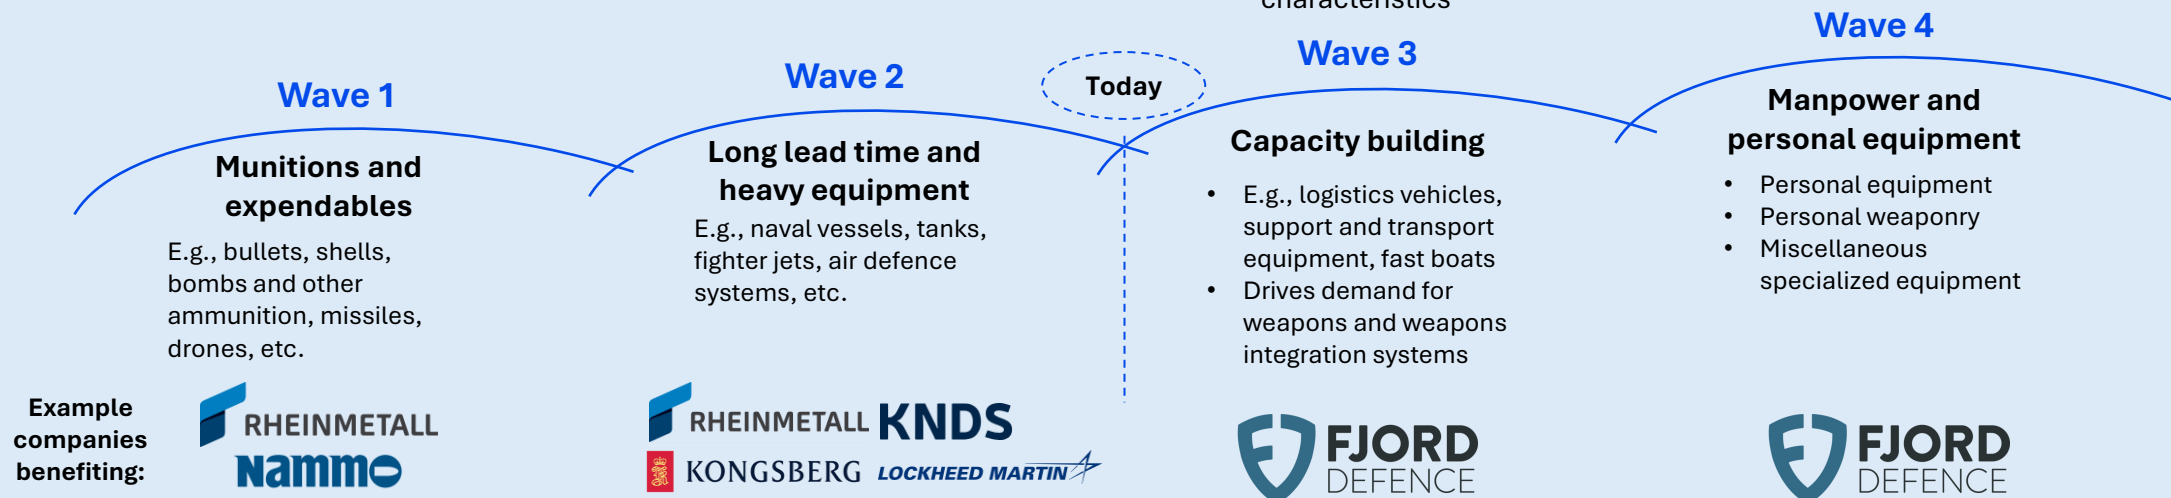 characteristics
Wave 1
Munitions and
expendables
E.g., bullets, shells,
bombs and other
ammunition, missiles,
drones, etc.
Wave 2
Long lead time and
heavy equipment
E.g., naval vessels, tanks,
fighter jets, air defence
systems, etc.
Today
Wave 3
Capacity building
• E.g., logistics vehicles,
support and transport
equipment, fast boats
• Drives demand for
weapons and weapons
integration systems
Wave 4
Manpower and
personal equipment
• Personal equipment
• Personal weaponry
• Miscellaneous
specialized equipment
Example
companies
benefiting:
RHEINMETALL
Nammo
RHEINMETALL
KNDS
KONGSBERG
LOCKHEED MARTIN
FJORD
DEFENCE
FJORD
DEFENCE